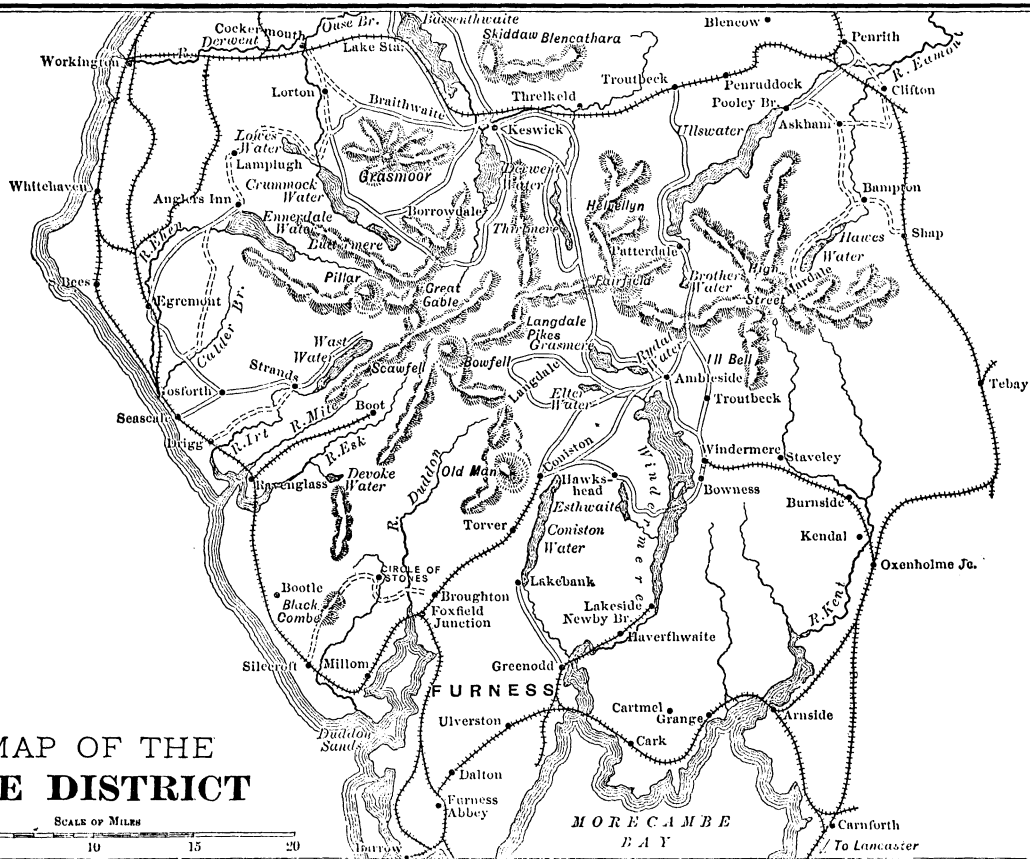 Cockermouth
Ouse Br.
Bassenthwaite
Blencow
Skiddaw Blencathara
Penrith
R. Derwent
Lake Sta.
Workington
R. Eamont
Troutbeck
Penruddock
Clifton
Lorton
Braithwaite
Threlkeld
Pooley Br.
Askham
Keswick
Ullswater
Lowes
Water
Lamplugh
Grasmoor
Derwent
Water
Whitehaven
Crummock
Water
Anglers Inn
Bampton
Borrowdale
Helvellyn
Ennerdale
Water
Buttermere
Thirlmere
Hawes
Water
Shap
R. Ehen
Patterdale
Mardale
High
Street
Brothers
Water
Bees
Pillar
Great
Gable
Fairfield
Egremont
Calder Br.
Langdale
Pikes
Grasmere
Rydal
Water
Wast
Water
Ill Bell
Strands
Scawfell
Bowfell
Langdale
Ambleside
Tebay
Gosforth
Elter
Water
Troutbeck
Seascale
R. Mite
Boot
Drigg
R. Irt
R. Esk
Coniston
Windermere
Staveley
Ravenglass
Devoke
Water
R. Duddon
Old Man
Hawks-
head
Bowness
Esthwaite
Burnside
Windermere
Torver
Coniston
Water
Kendal
Oxenholme Jc.
CIRCLE OF
STONES
Lakebank
Bootle
Black
Combe
Broughton
Foxfield
Junction
Lakeside
Newby Br.
R. Kent
Haverthwaite
Silecroft
Millom
Greenodd
FURNESS
Cartmel
Grange
Arnside
Ulverston
Duddon
Sands
Cark
MAP OF THE
E DISTRICT
Dalton
Furness
Abbey
SCALE OF MILES
10 15 20
MORECAMBE
BAY
Carnforth
To Lancaster
Barrow